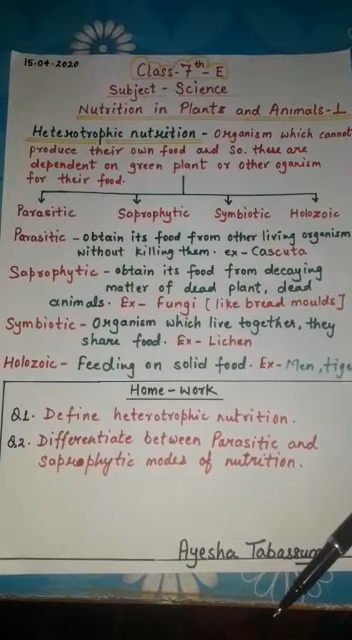 15.04.2020
Class-7th-E
Subject - Science
Nutrition in Plants and Animals-1
Heterotrophic nutrition - Organism which cannot
produce their own food and so, these are
dependent on green plant or other oganism
for their food.
Parasitic Saprophytic Symbiotic Holozoic
Parasitic - obtain its food from other living organism
without killing them. ex - Cascuta
Saprophytic - obtain its food from decaying
matter of dead plant, dead
animals. Ex - Fungi [like bread moulds]
Symbiotic - Organism which live together, they
share food. Ex - Lichen
Holozoic - Feeding on solid food. Ex - Men, tige
Home-work
Q1. Define heterotrophic nutrition.
Q2. Differentiate between Parasitic and
saprophytic modes of nutrition.
Ayesha Tabassum